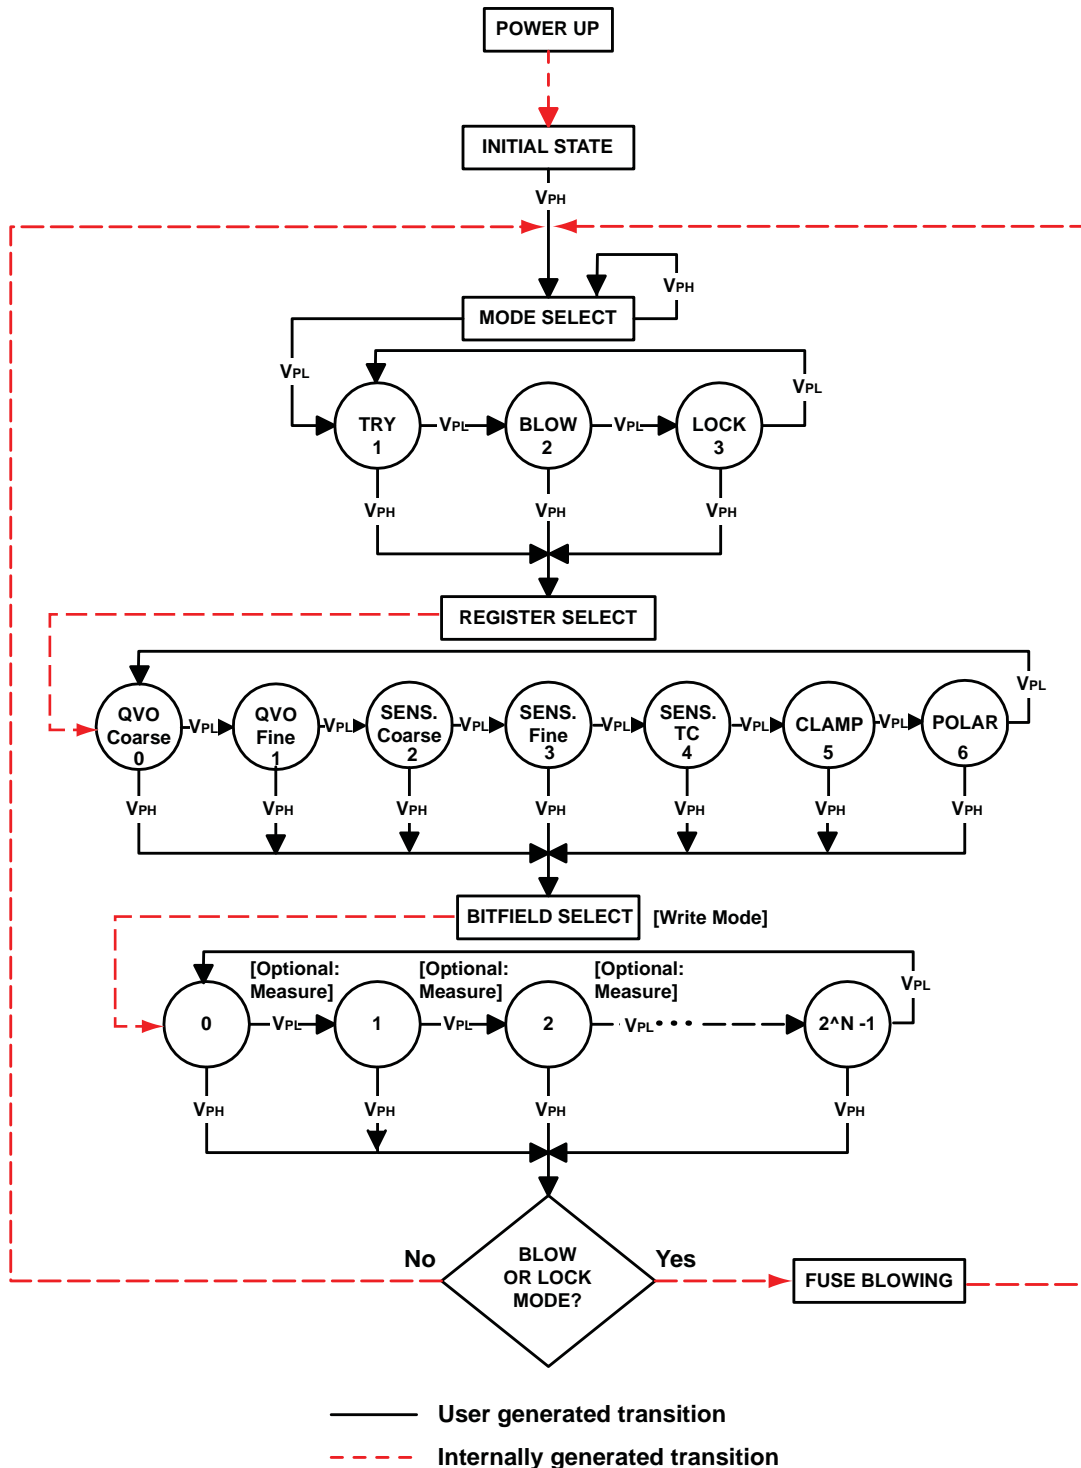 POWER UP
INITIAL STATE
VPH
VPH
MODE SELECT
VPL
VPL
TRY
1
VPL
BLOW
2
VPL
LOCK
3
VPH
VPH
VPH
REGISTER SELECT
VPL
QVO
Coarse
0
VPL
QVO
Fine
1
VPL
SENS.
Coarse
2
VPL
SENS.
Fine
3
VPL
SENS.
TC
4
VPL
CLAMP
5
VPL
POLAR
6
VPH
VPH
VPH
VPH
VPH
VPH
VPH
BITFIELD SELECT
[Write Mode]
[Optional:
Measure]
[Optional:
Measure]
[Optional:
Measure]
VPL
0
VPL
1
VPL
2
VPL
2^N -1
VPH
VPH
VPH
VPH
No
BLOW
OR LOCK
MODE?
Yes
FUSE BLOWING
User generated transition
Internally generated transition